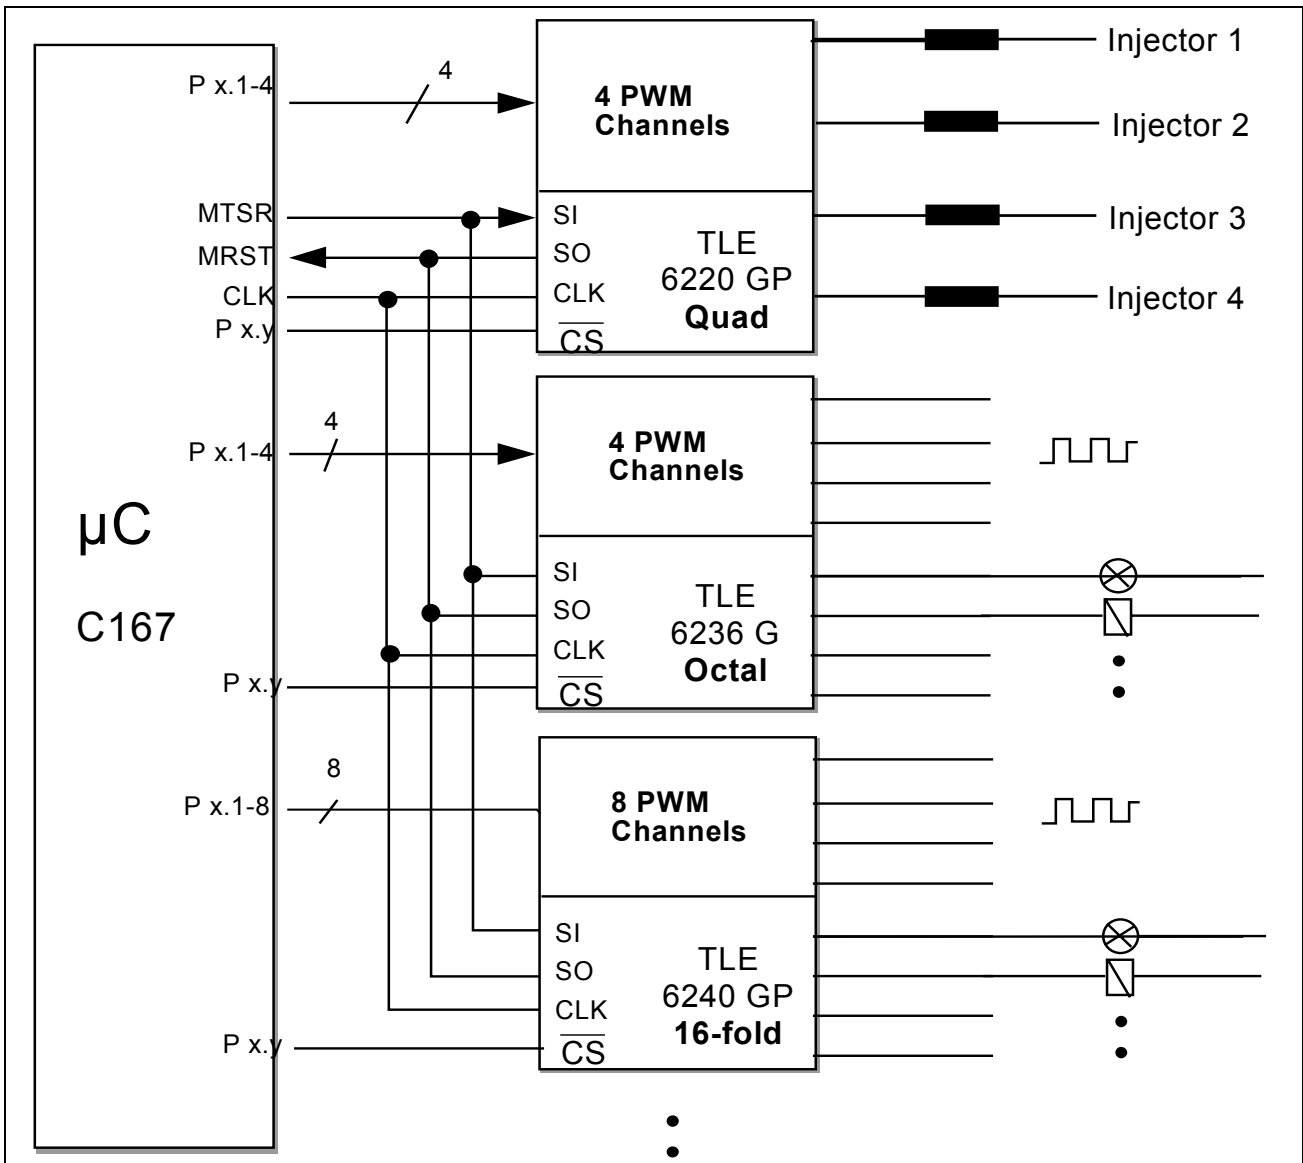 P x.1-4
4
4 PWM
Channels
Injector 1
Injector 2
MTSR
MRST
CLK
P x.y
SI
SO
CLK
CS
TLE
6220 GP
Quad
Injector 3
Injector 4
P x.1-4
4
4 PWM
Channels
µC
C167
SI
SO
CLK
CS
TLE
6236 G
Octal
P x.y
P x.1-8
8
8 PWM
Channels
SI
SO
CLK
CS
TLE
6240 GP
16-fold
P x.y